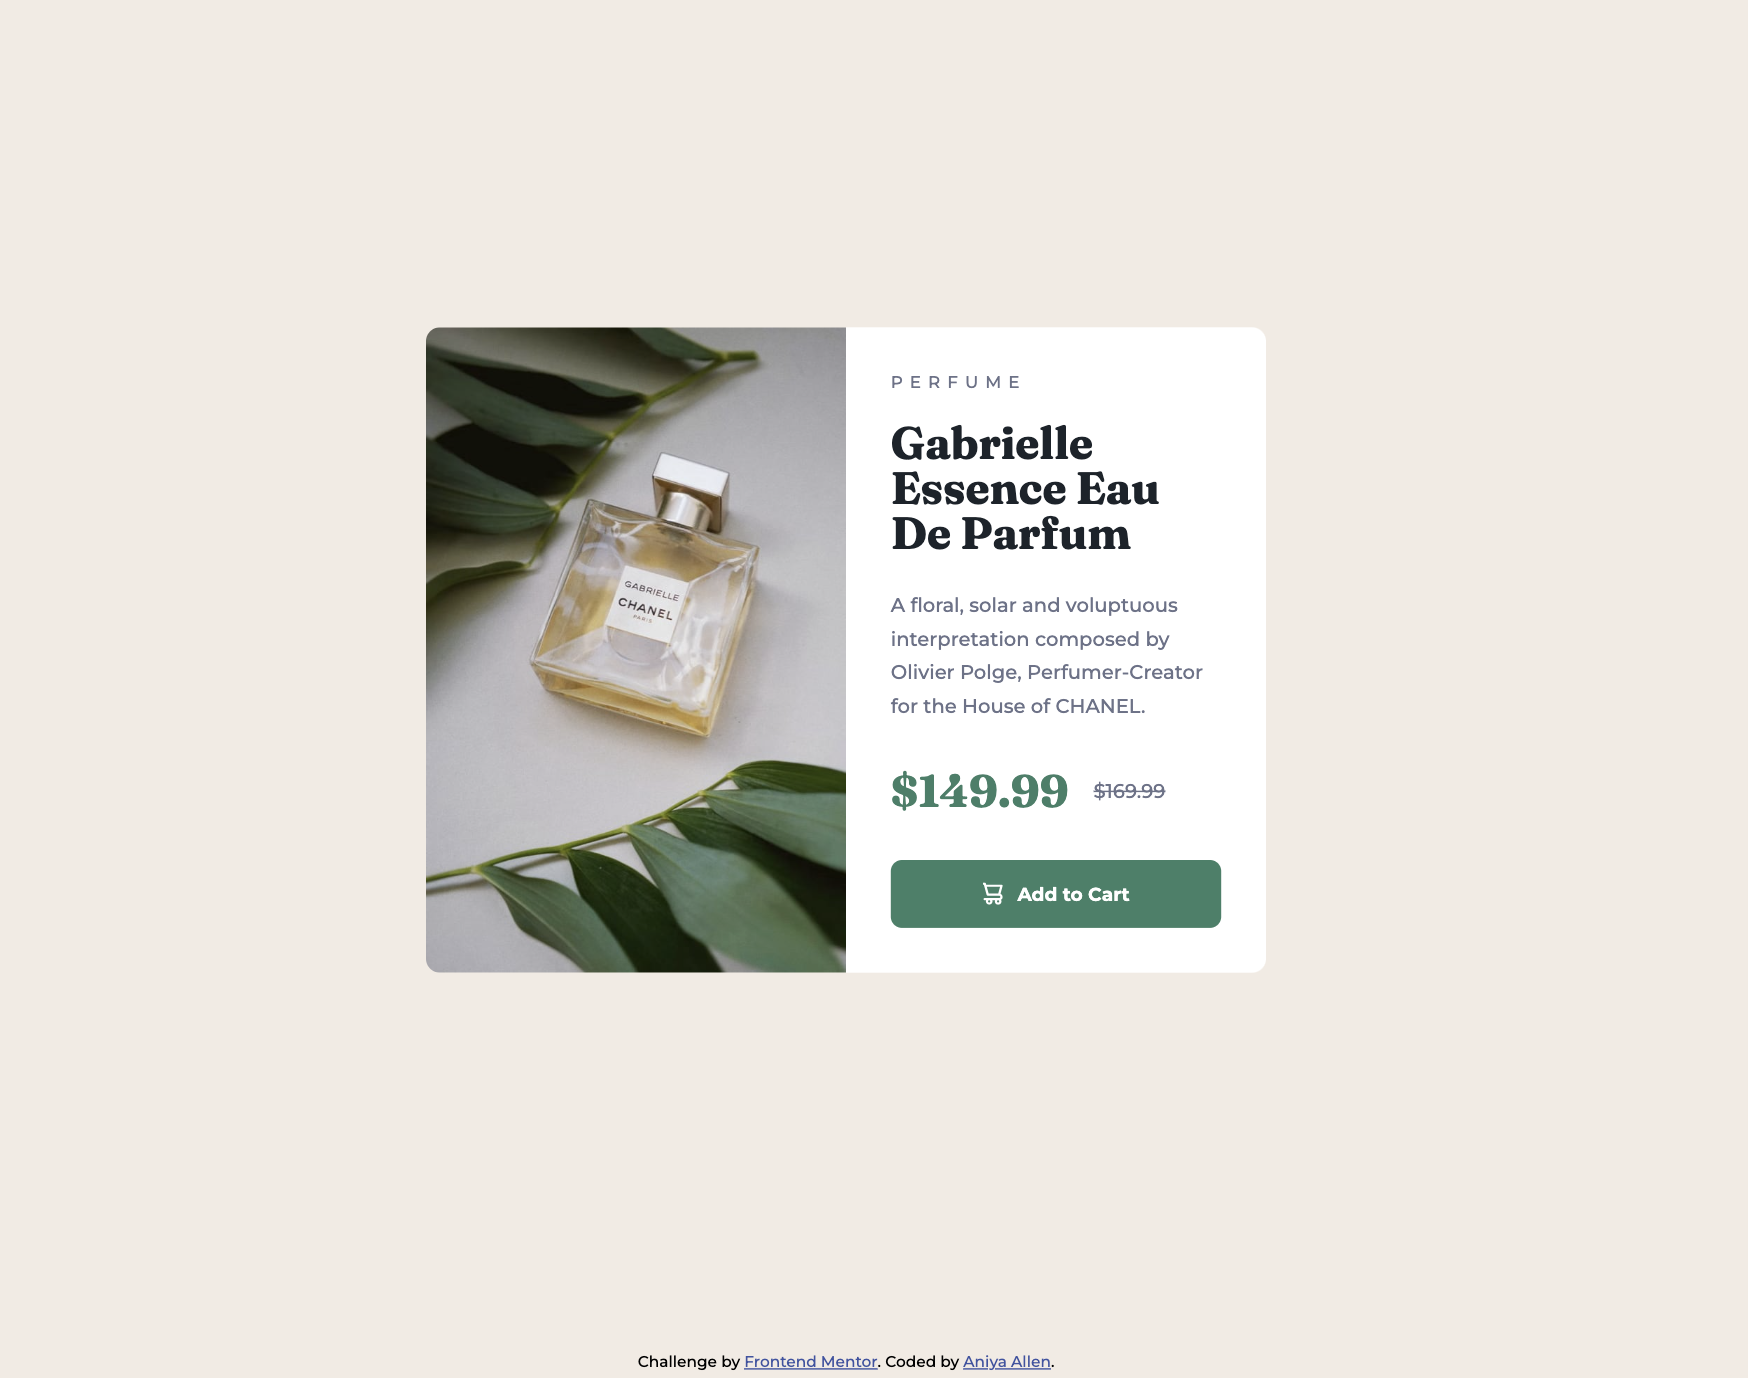 GABRIELLE
CHANEL
PARIS
PERFUME
Gabrielle
Essence Eau
De Parfum
A floral, solar and voluptuous
interpretation composed by
Olivier Polge, Perfumer-Creator
for the House of CHANEL.
$149.99 $169.99
Add to Cart
Challenge by Frontend Mentor. Coded by Aniya Allen.